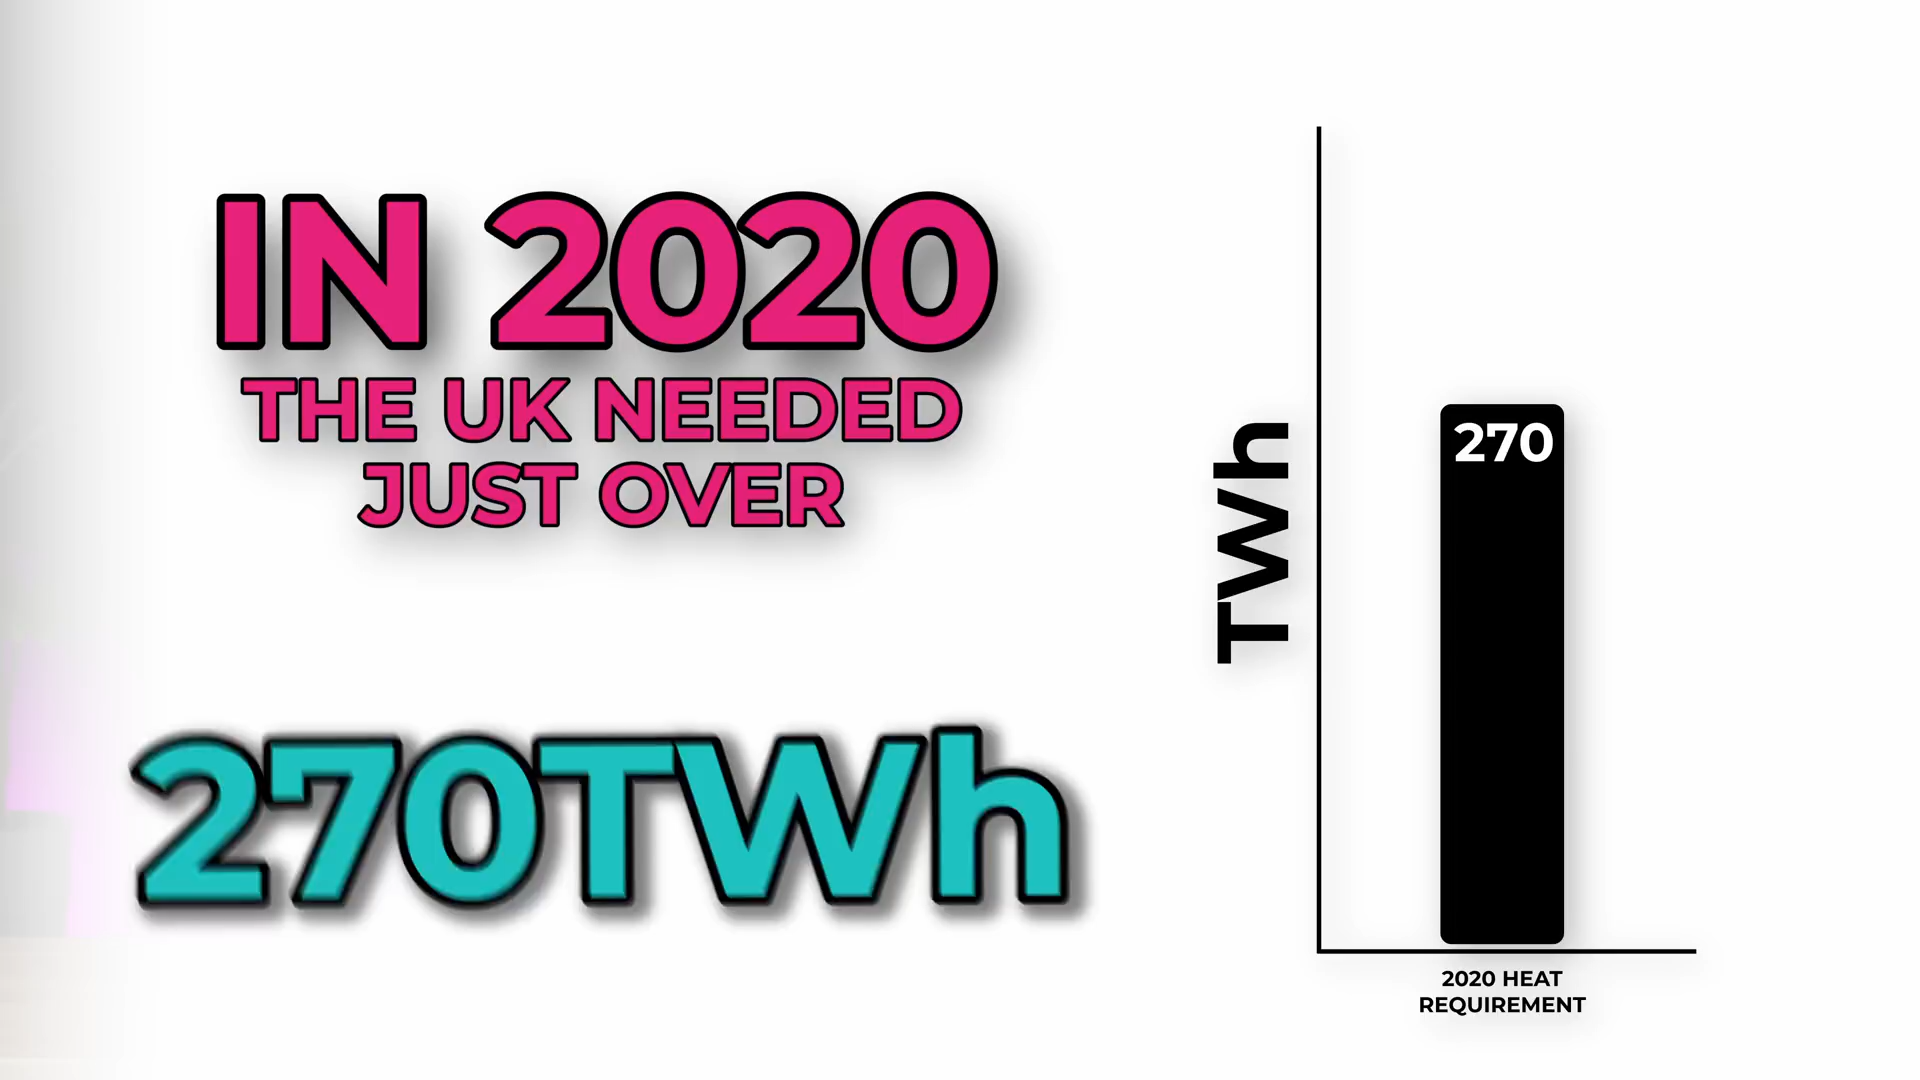 IN 2020
THE UK NEEDED
JUST OVER
270TWh
TWh
270
2020 HEAT
REQUIREMENT